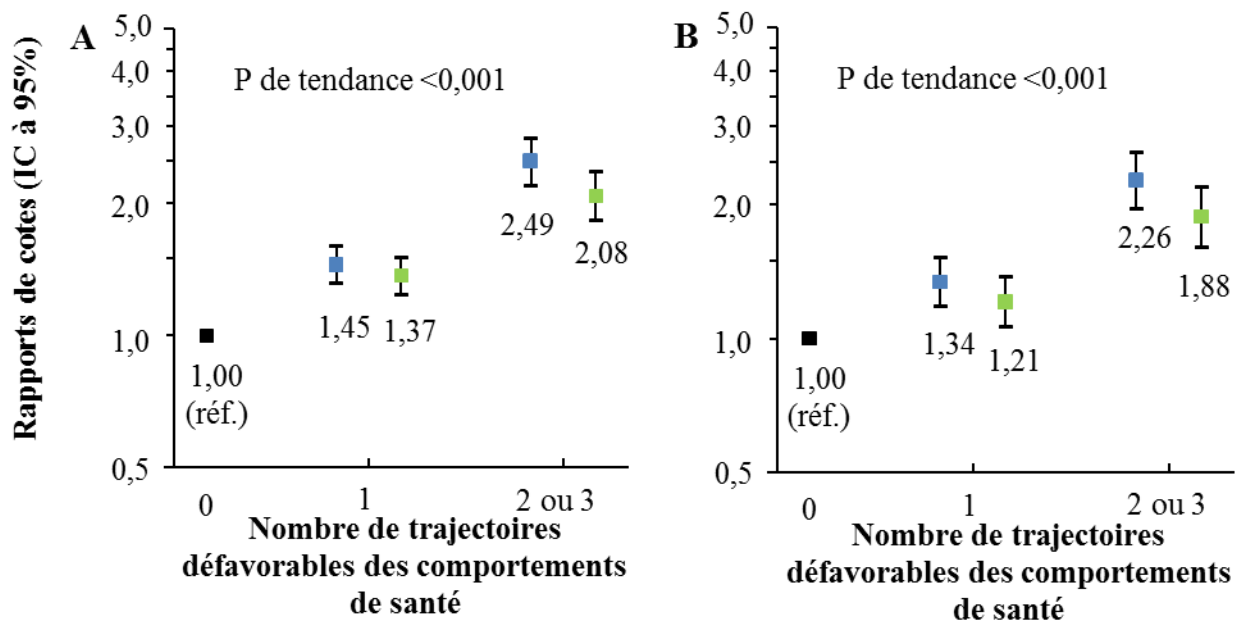 Rapports de cotes (IC à 95%)
A
P de tendance <0,001
5,0
4,0
3,0
2,0
1,0
0,5
2,49
2,08
1,45
1,37
1,00
(réf.)
0
1
2 ou 3
Nombre de trajectoires
défavorables des comportements
de santé
B
P de tendance <0,001
5,0
4,0
3,0
2,0
1,0
0,5
2,26
1,88
1,34
1,21
1,00
(réf.)
0
1
2 ou 3
Nombre de trajectoires
défavorables des comportements
de santé